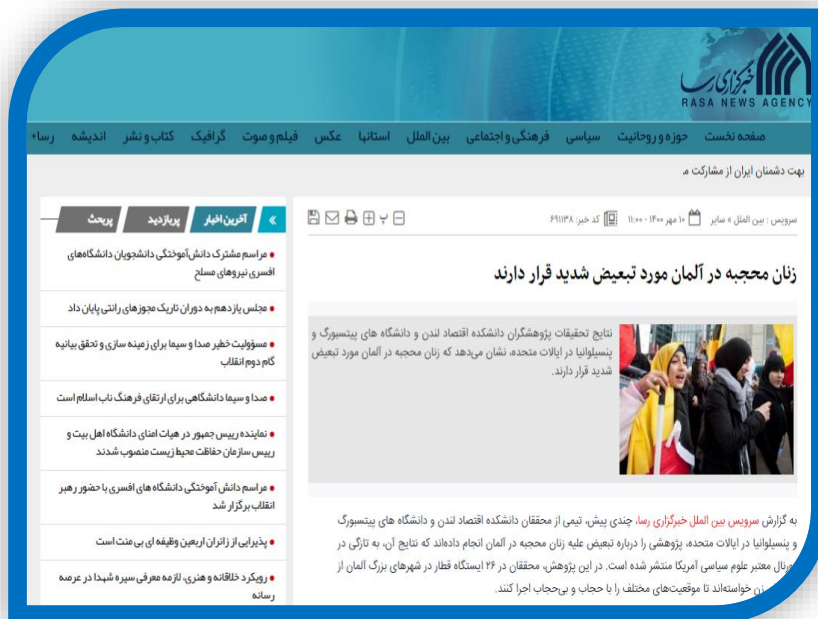 خبرگزاری رسا
RASA NEWS AGENCY
صفحه نخست حوزه و روحانیت سیاسی فرهنگی و اجتماعی بین الملل استانها عکس فیلم و صوت گرافیک کتاب و نشر اندیشه رسا+
بهت دشمنان ایران از مشارکت م
سرویس : بین الملل » سایر ۱۰ مهر ۱۴۰۰ - ۱۱:۰۰ کد خبر: ۶۹۱۱۳۸
پ
زنان محجبه در آلمان مورد تبعیض شدید قرار دارند
نتایج تحقیقات پژوهشگران دانشکده اقتصاد لندن و دانشگاه های پیتسبورگ و
پنسیلوانیا در ایالات متحده، نشان می‌دهد که زنان محجبه در آلمان مورد تبعیض
شدید قرار دارند.
به گزارش سرویس بین الملل خبرگزاری رسا، چندی پیش، تیمی از محققان دانشکده اقتصاد لندن و دانشگاه های پیتسبورگ
و پنسیلوانیا در ایالات متحده، پژوهشی را درباره تبعیض علیه زنان محجبه در آلمان انجام داده‌اند که نتایج آن، به تازگی در
ژورنال معتبر علوم سیاسی آمریکا منتشر شده است. در این پژوهش، محققان در ۲۶ ایستگاه قطار در شهرهای بزرگ آلمان از
زن خواسته‌اند تا موقعیت‌های مختلف را با حجاب و بی‌حجاب اجرا کنند.
» آخرین اخبار پربازدید پربحث
مراسم مشترک دانش‌آموختگی دانشجویان دانشگاه‌های
افسری نیروهای مسلح
مجلس یازدهم به دوران تاریک مجوزهای رانتی پایان داد
مسؤولیت خطیر صدا و سیما برای زمینه سازی و تحقق بیانیه
گام دوم انقلاب
صدا و سیما دانشگاهی برای ارتقای فرهنگ ناب اسلام است
نماینده رییس جمهور در هیات امنای دانشگاه اهل بیت و
رییس سازمان حفاظت محیط زیست منصوب شدند
مراسم دانش آموختگی دانشگاه های افسری با حضور رهبر
انقلاب برگزار شد
پذیرایی از زائران اربعین وظیفه ای بی منت است
رویکرد خلاقانه و هنری، لازمه معرفی سیره شهدا در عرصه
رسانه